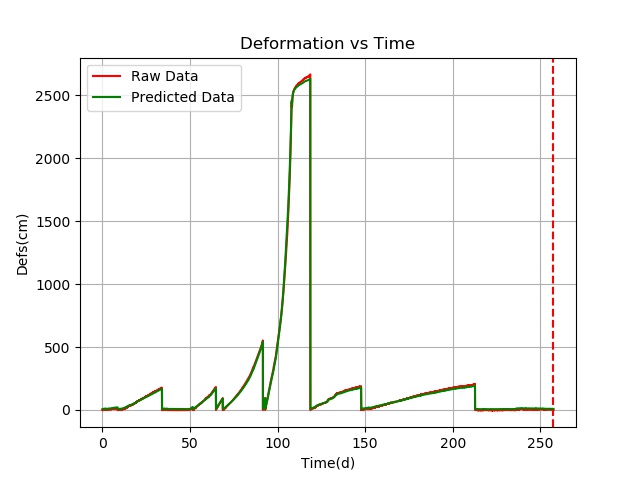 Deformation vs Time
Raw Data
Predicted Data
2500
2000
1500
1000
500
0
Defs(cm)
0 50 100 150 200 250
Time(d)